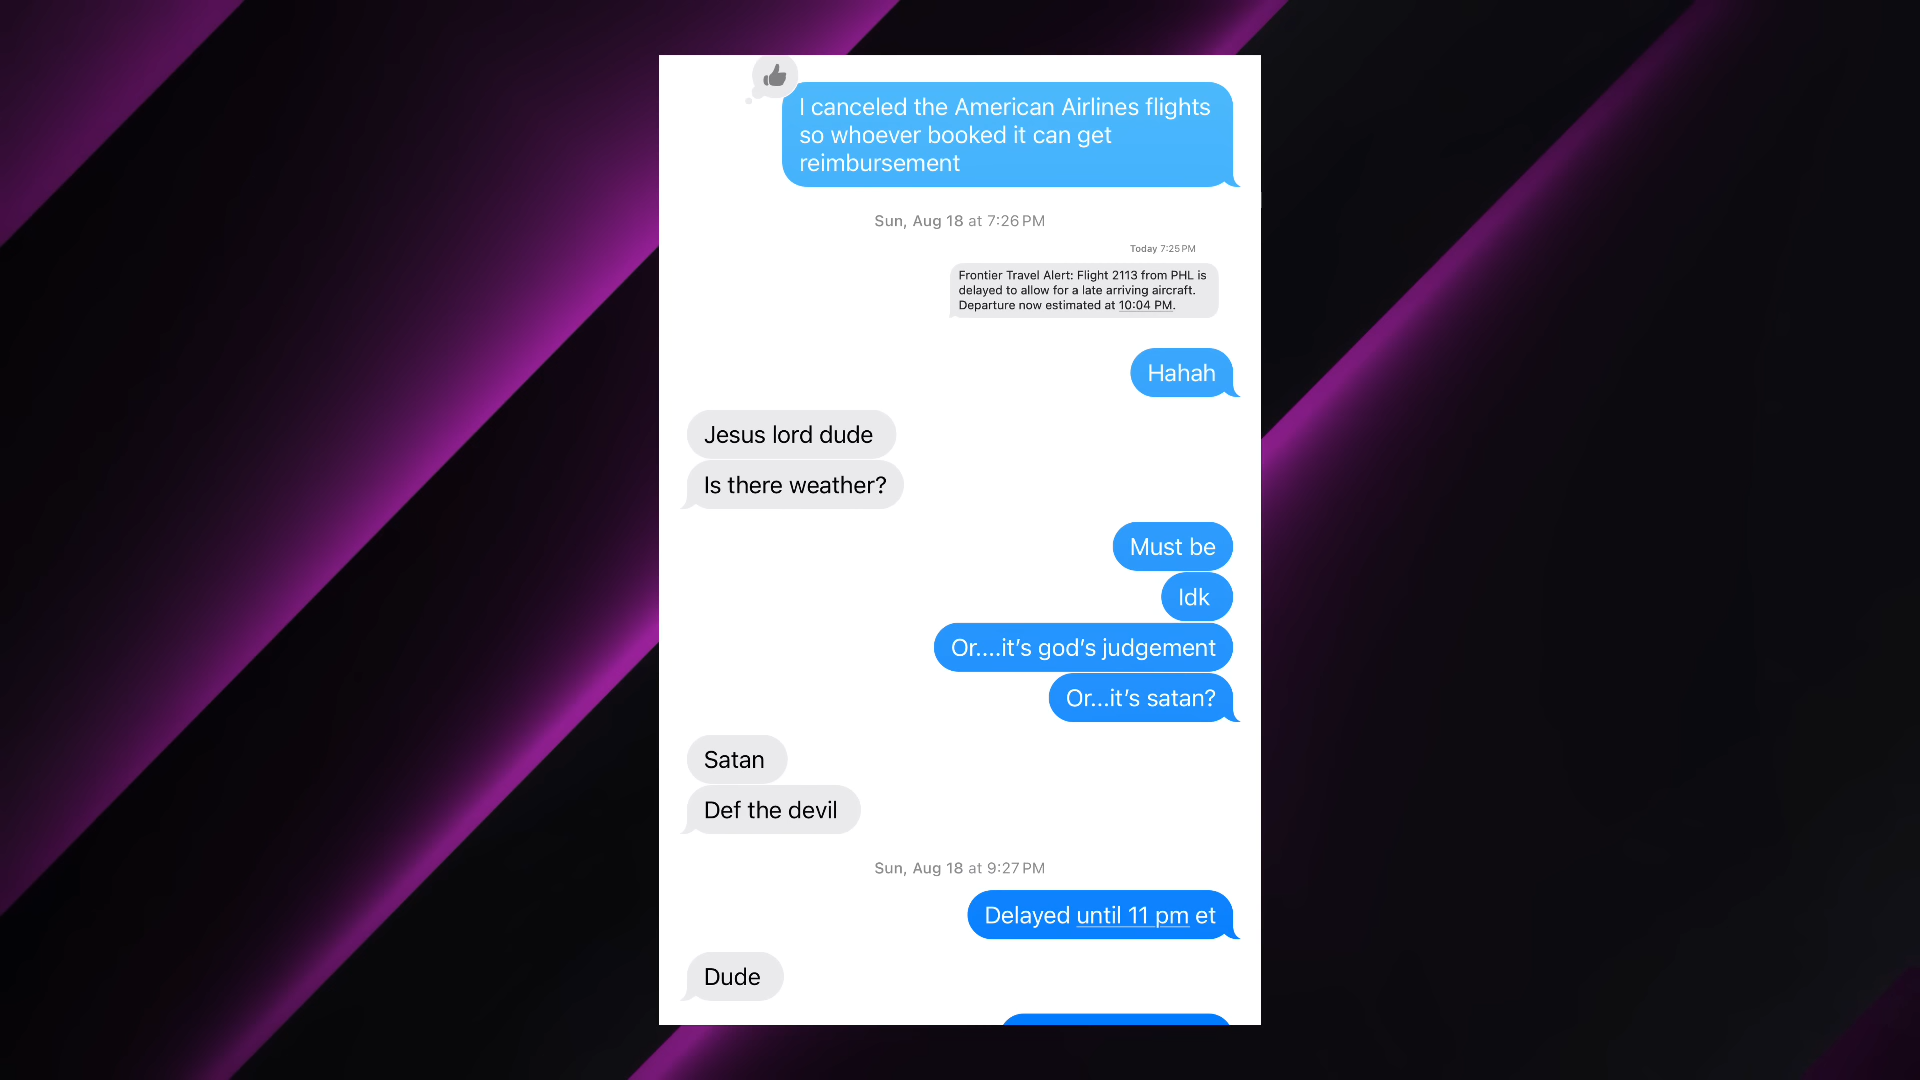 I canceled the American Airlines flights
so whoever booked it can get
reimbursement
Sun, Aug 18 at 7:26 PM
Today 7:25 PM
Frontier Travel Alert: Flight 2113 from PHL is
delayed to allow for a late arriving aircraft.
Departure now estimated at 10:04 PM.
Hahah
Jesus lord dude
Is there weather?
Must be
Idk
Or....it's god's judgement
Or...it's satan?
Satan
Def the devil
Sun, Aug 18 at 9:27 PM
Delayed until 11 pm et
Dude